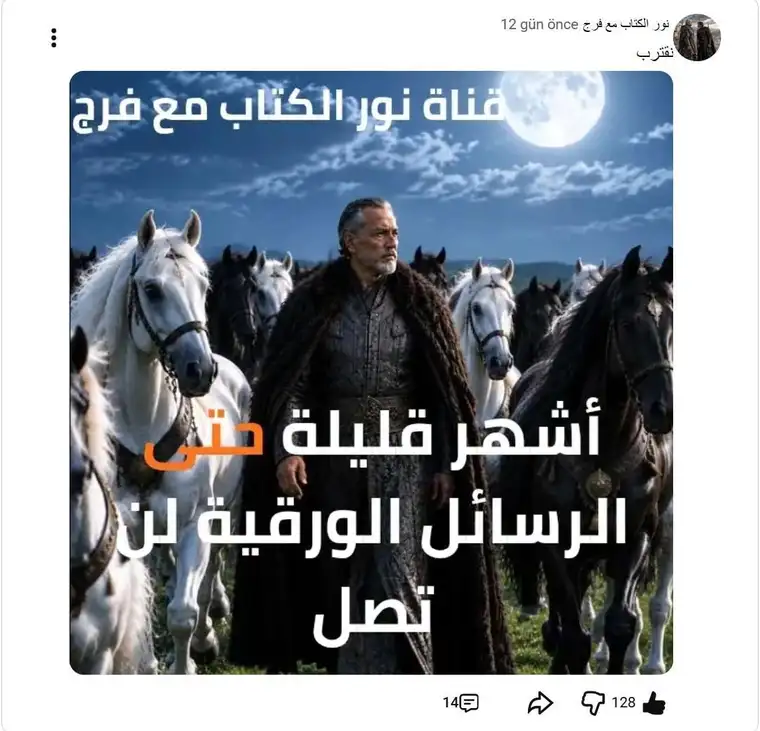 نور الكتاب مع فرج 12 gün önce
نقترب
قناة نور الكتاب مع فرج
أشهر قليلة حتى
الرسائل الورقية لن
تصل
128
14